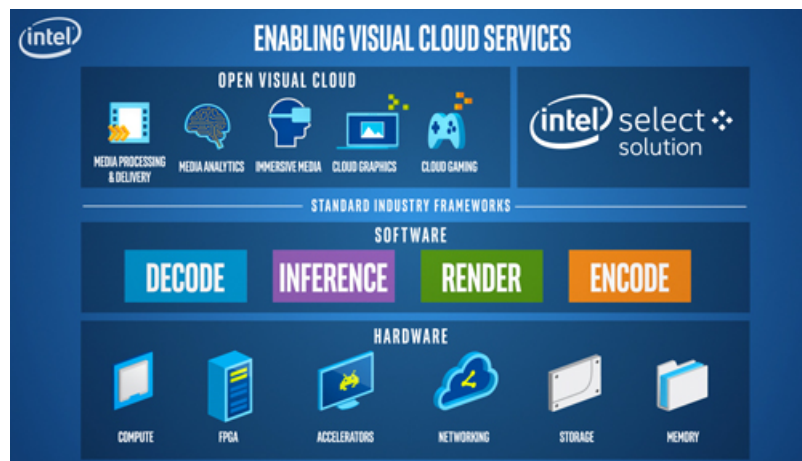 intel
ENABLING VISUAL CLOUD SERVICES
OPEN VISUAL CLOUD
MEDIA PROCESSING
& DELIVERY
MEDIA ANALYTICS
IMMERSIVE MEDIA
CLOUD GRAPHICS
CLOUD GAMING
intel select
solution
STANDARD INDUSTRY FRAMEWORKS
SOFTWARE
DECODE
INFERENCE
RENDER
ENCODE
HARDWARE
COMPUTE
FPGA
ACCELERATORS
NETWORKING
STORAGE
MEMORY